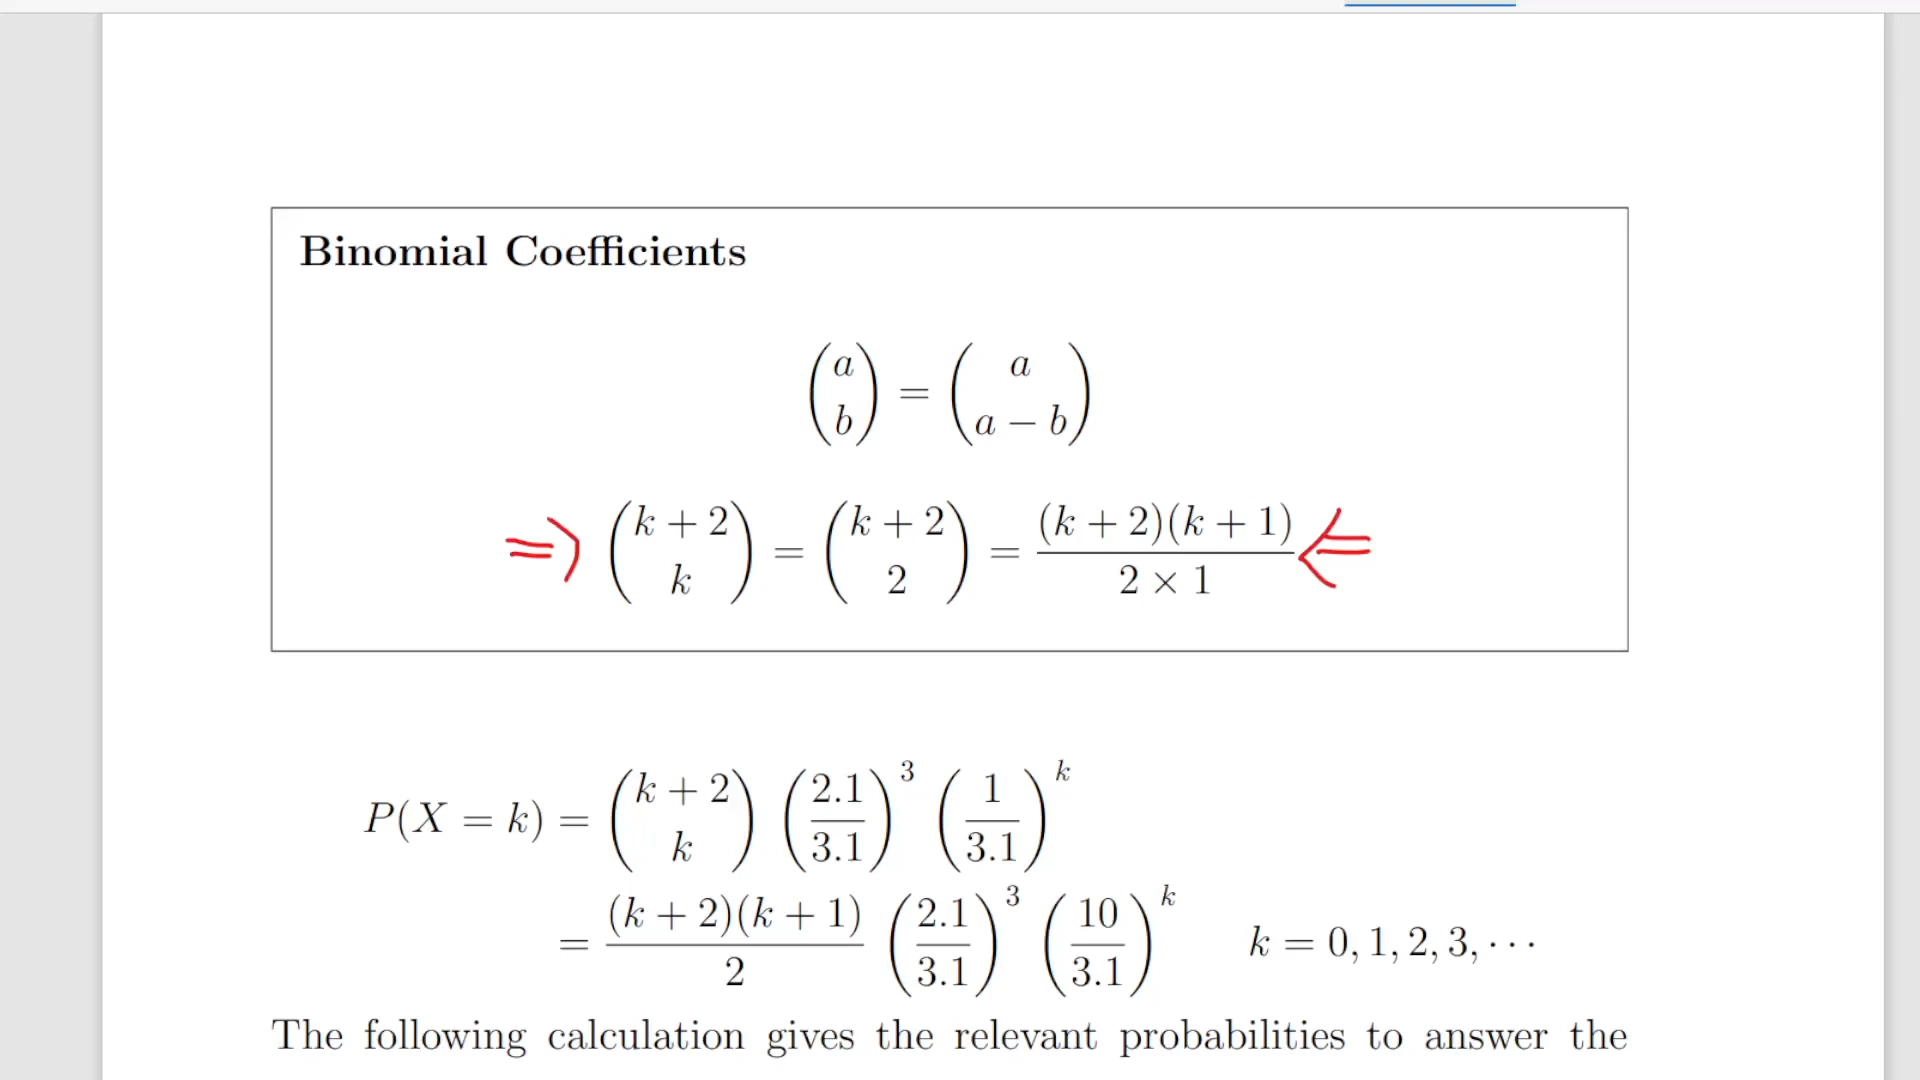 Binomial Coefficients
(a b) = (a a − b)
⇒ (k + 2 k) = (k + 2 2) = (k + 2)(k + 1) / 2 × 1 ⇐
P(X = k) = (k + 2 k) (2.1/3.1)^3 (1/3.1)^k
= (k + 2)(k + 1) / 2 (2.1/3.1)^3 (10/3.1)^k k = 0, 1, 2, 3, · · ·
The following calculation gives the relevant probabilities to answer the